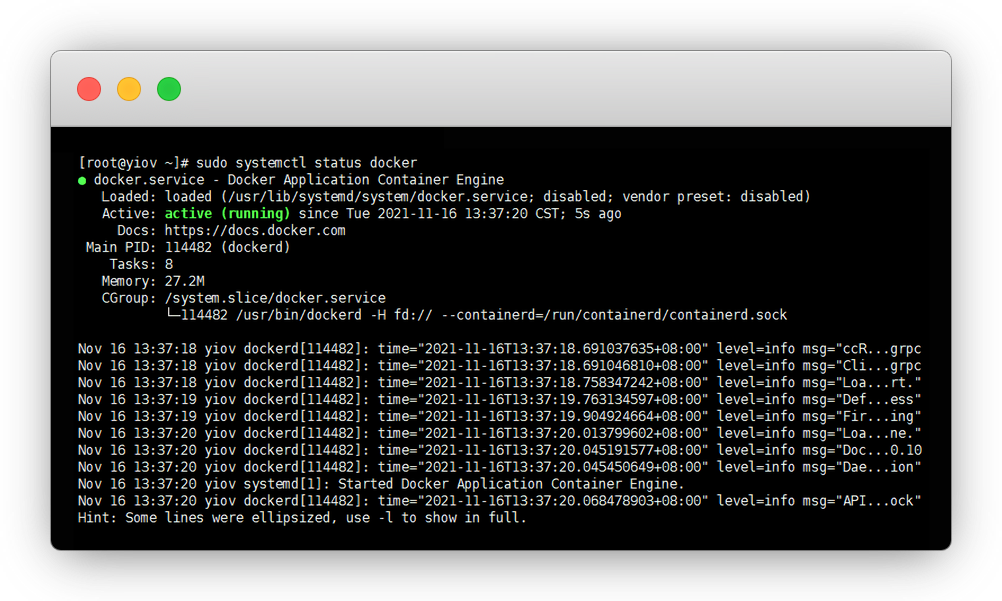 [root@yiov ~]# sudo systemctl status docker
● docker.service - Docker Application Container Engine
   Loaded: loaded (/usr/lib/systemd/system/docker.service; disabled; vendor preset: disabled)
   Active: active (running) since Tue 2021-11-16 13:37:20 CST; 5s ago
     Docs: https://docs.docker.com
 Main PID: 114482 (dockerd)
    Tasks: 8
   Memory: 27.2M
   CGroup: /system.slice/docker.service
           └─114482 /usr/bin/dockerd -H fd:// --containerd=/run/containerd/containerd.sock

Nov 16 13:37:18 yiov dockerd[114482]: time="2021-11-16T13:37:18.691037635+08:00" level=info msg="ccR...grpc
Nov 16 13:37:18 yiov dockerd[114482]: time="2021-11-16T13:37:18.691046810+08:00" level=info msg="Cli...grpc
Nov 16 13:37:18 yiov dockerd[114482]: time="2021-11-16T13:37:18.758347242+08:00" level=info msg="Loa...rt."
Nov 16 13:37:19 yiov dockerd[114482]: time="2021-11-16T13:37:19.763134597+08:00" level=info msg="Def...ess"
Nov 16 13:37:19 yiov dockerd[114482]: time="2021-11-16T13:37:19.904924664+08:00" level=info msg="Fir...ing"
Nov 16 13:37:20 yiov dockerd[114482]: time="2021-11-16T13:37:20.013799602+08:00" level=info msg="Loa...ne."
Nov 16 13:37:20 yiov dockerd[114482]: time="2021-11-16T13:37:20.045191577+08:00" level=info msg="Doc...0.10
Nov 16 13:37:20 yiov dockerd[114482]: time="2021-11-16T13:37:20.045450649+08:00" level=info msg="Dae...ion"
Nov 16 13:37:20 yiov systemd[1]: Started Docker Application Container Engine.
Nov 16 13:37:20 yiov dockerd[114482]: time="2021-11-16T13:37:20.068478903+08:00" level=info msg="API...ock"
Hint: Some lines were ellipsized, use -l to show in full.